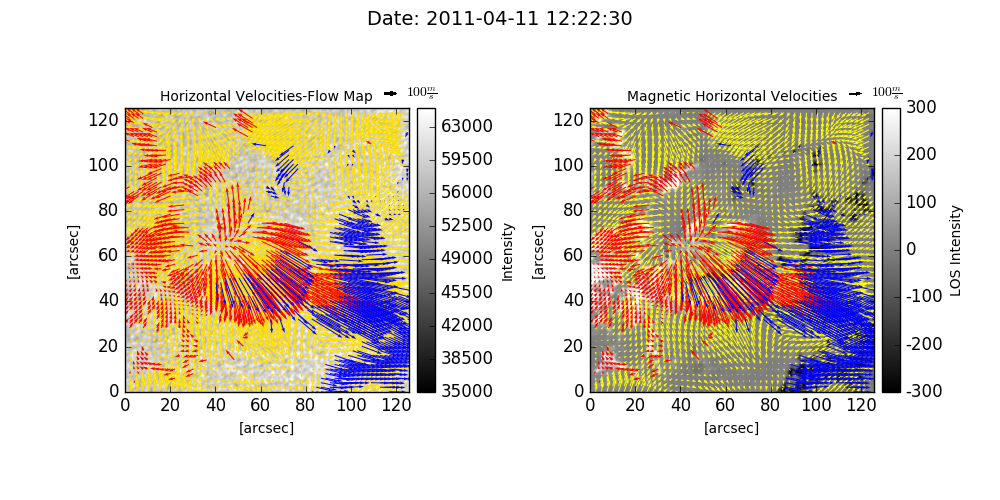 Date: 2011-04-11 12:22:30
Horizontal Velocities-Flow Map
100 m/s
120
100
80
60
40
20
0
0 20 40 60 80 100 120
[arcsec]
[arcsec]
63000
59500
56000
52500
49000
45500
42000
38500
35000
Intensity
Magnetic Horizontal Velocities
100 m/s
120
100
80
60
40
20
0
0 20 40 60 80 100 120
[arcsec]
[arcsec]
300
200
100
0
-100
-200
-300
LOS Intensity